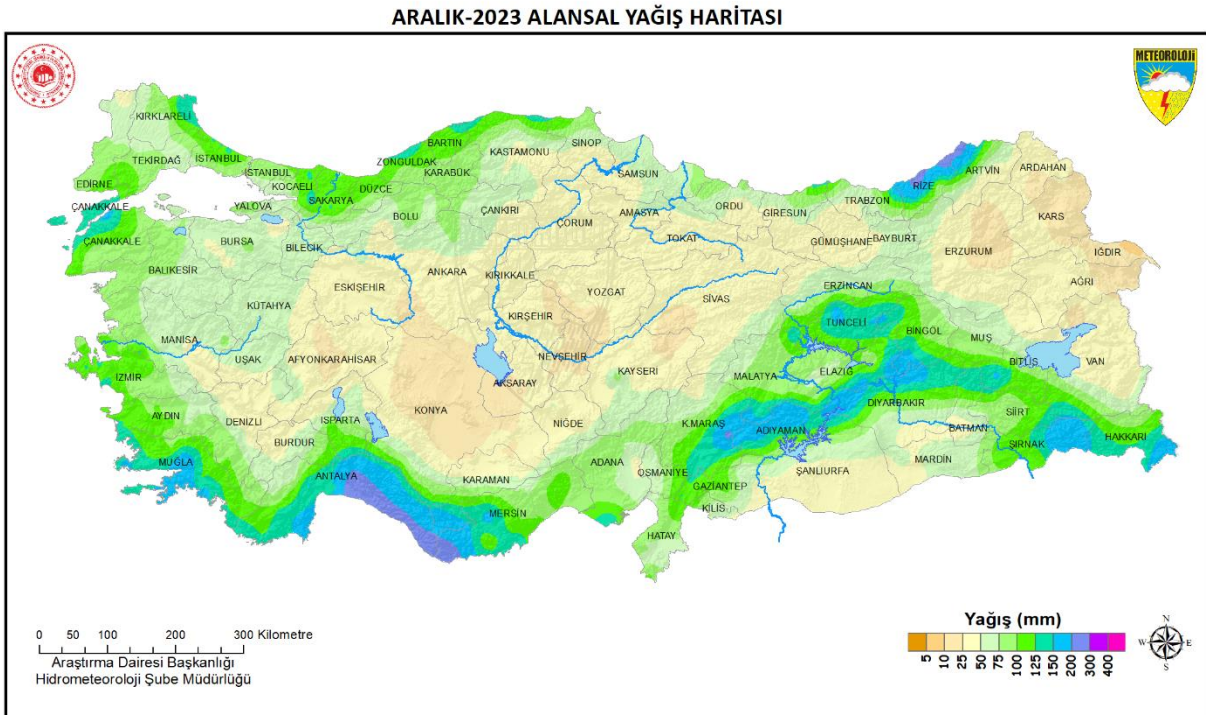 ARALIK-2023 ALANSAL YAĞIŞ HARİTASI
METEOROLOJİ
KIRKLARELİ
TEKİRDAĞ
İSTANBUL
EDİRNE
ÇANAKKALE
İSTANBUL
KOCAELİ
YALOVA
SAKARYA
DÜZCE
ZONGULDAK
BARTIN
KARABÜK
KASTAMONU
SİNOP
SAMSUN
BOLU
ÇANKIRI
ÇORUM
AMASYA
TOKAT
ORDU
GİRESUN
TRABZON
RİZE
ARTVİN
ARDAHAN
KARS
GÜMÜŞHANE
BAYBURT
ERZURUM
IĞDIR
AĞRI
ÇANAKKALE
BALIKESİR
BURSA
BİLECİK
ESKİŞEHİR
ANKARA
KIRIKKALE
YOZGAT
SİVAS
ERZİNCAN
TUNCELİ
BİNGÖL
MUŞ
KÜTAHYA
KIRŞEHİR
MANİSA
UŞAK
AFYONKARAHİSAR
NEVŞEHİR
KAYSERİ
MALATYA
ELAZIĞ
BİTLİS
VAN
İZMİR
AKSARAY
DİYARBAKIR
SİİRT
AYDIN
DENİZLİ
ISPARTA
KONYA
NİĞDE
K.MARAŞ
ADIYAMAN
BATMAN
ŞIRNAK
HAKKARİ
BURDUR
MUĞLA
ANTALYA
KARAMAN
ADANA
OSMANİYE
GAZİANTEP
ŞANLIURFA
MARDİN
MERSİN
KİLİS
HATAY
0 50 100 200 300 Kilometre
Araştırma Dairesi Başkanlığı
Hidrometeoroloji Şube Müdürlüğü
Yağış (mm)
5 10 25 50 75 100 125 150 200 300 400
N
W E
S